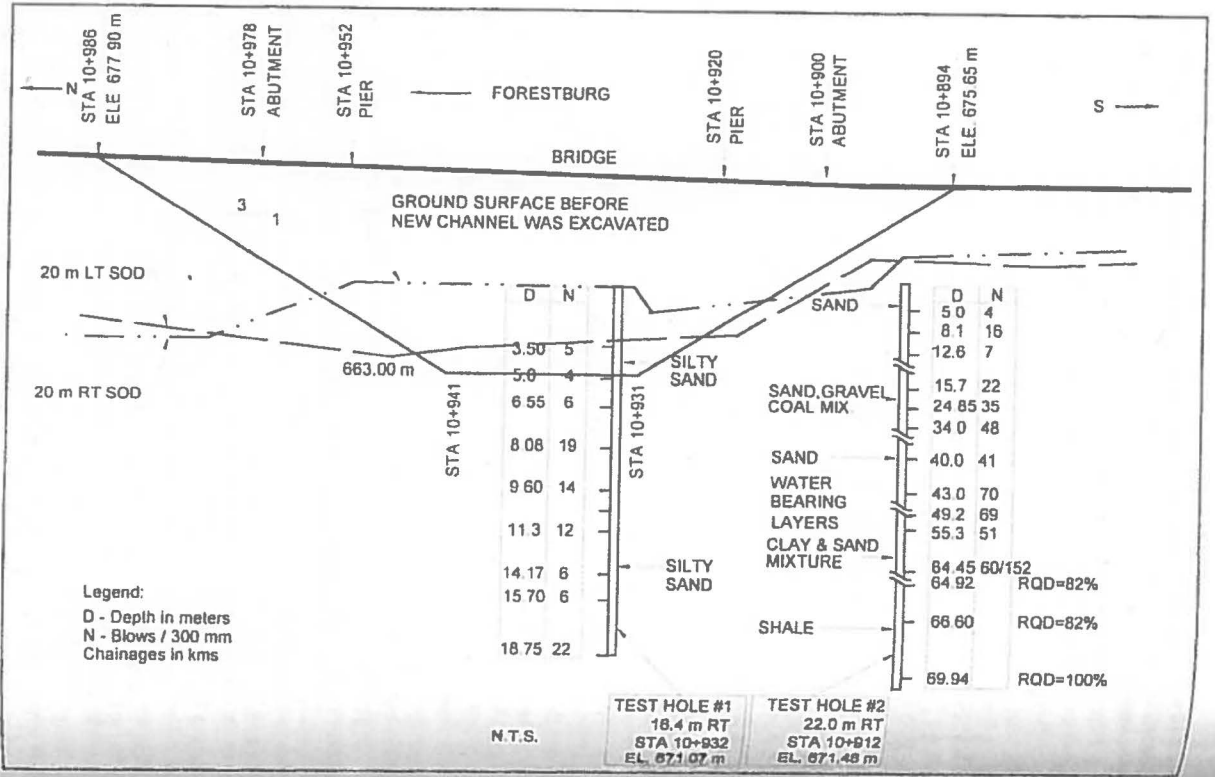 N
STA 10+986
ELE. 677 90 m
STA 10+978
ABUTMENT
STA 10+952
PIER
FORESTBURG
STA 10+920
PIER
STA 10+900
ABUTMENT
STA 10+894
ELE. 675.65 m
S
BRIDGE
3
1
GROUND SURFACE BEFORE
NEW CHANNEL WAS EXCAVATED
20 m LT SOD
20 m RT SOD
663.00 m
STA 10+941
STA 10+931
D N
3.50 5
5.0 4
6 55 6
8 08 19
9 60 14
11.3 12
14.17 6
15.70 6
18.75 22
SILTY
SAND
SILTY
SAND
SAND
SAND, GRAVEL
COAL MIX
SAND
WATER
BEARING
LAYERS
CLAY & SAND
MIXTURE
SHALE
D N
5.0 4
8.1 16
12.6 7
15.7 22
24.85 35
34 0 48
40.0 41
43.0 70
49.2 69
55.3 51
64.45 60/152
64.92 RQD=82%
66.60 RQD=82%
69.94 RQD=100%
Legend:
D - Depth in meters
N - Blows / 300 mm
Chainages in kms
N.T.S.
TEST HOLE #1
18.4 m RT
STA 10+932
EL. 671 07 m
TEST HOLE #2
22.0 m RT
STA 10+912
EL. 671.48 m